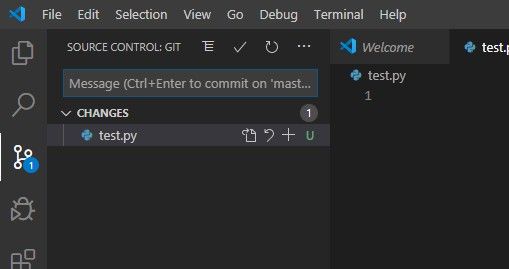 File Edit Selection View Go Debug Terminal Help
SOURCE CONTROL: GIT
Welcome
test.p
Message (Ctrl+Enter to commit on 'mast...
test.py
1
CHANGES 1
test.py U
1